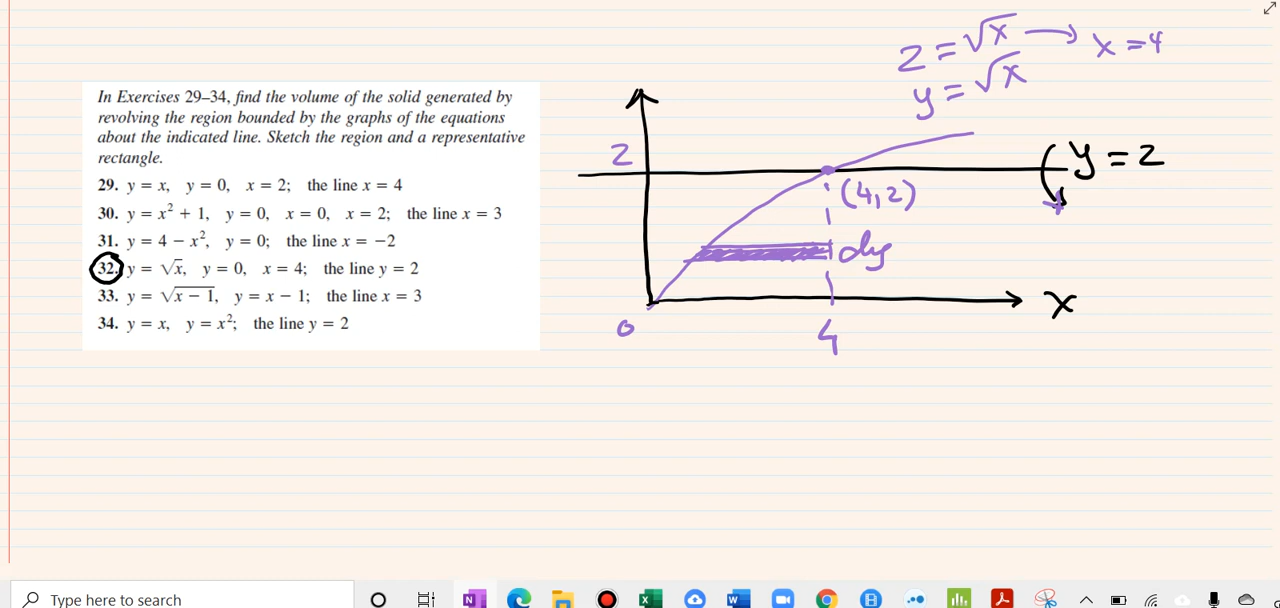 In Exercises 29–34, find the volume of the solid generated by
revolving the region bounded by the graphs of the equations
about the indicated line. Sketch the region and a representative
rectangle.
29. y = x, y = 0, x = 2; the line x = 4
30. y = x² + 1, y = 0, x = 0, x = 2; the line x = 3
31. y = 4 − x², y = 0; the line x = −2
32. y = √x, y = 0, x = 4; the line y = 2
33. y = √(x − 1), y = x − 1; the line x = 3
34. y = x, y = x²; the line y = 2
2 = √x → x = 4
y = √x
2
y = 2
(4,2)
dy
x
0
4
Type here to search